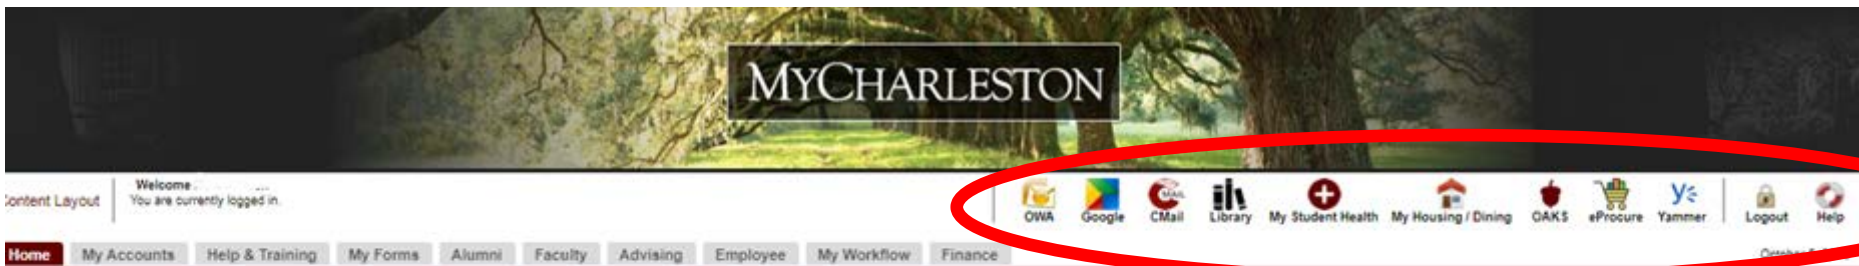 MYCHARLESTON
Content Layout
Welcome
You are currently logged in.
OWA Google CMail Library My Student Health My Housing / Dining OAKS eProcure Yammer Logout Help
Home My Accounts Help & Training My Forms Alumni Faculty Advising Employee My Workflow Finance